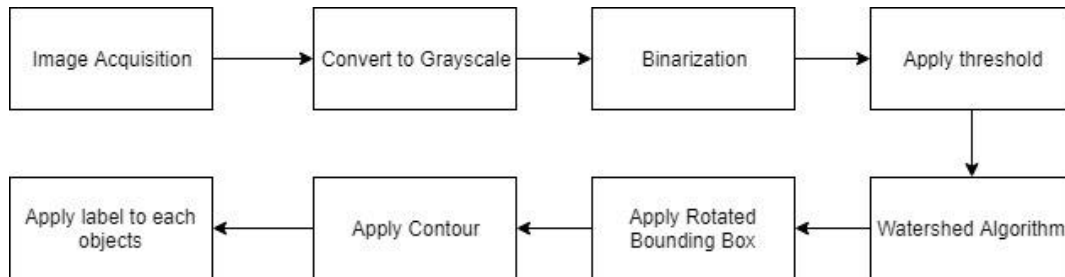 Image Acquisition
Convert to Grayscale
Binarization
Apply threshold
Watershed Algorithm
Apply Rotated
Bounding Box
Apply Contour
Apply label to each
objects